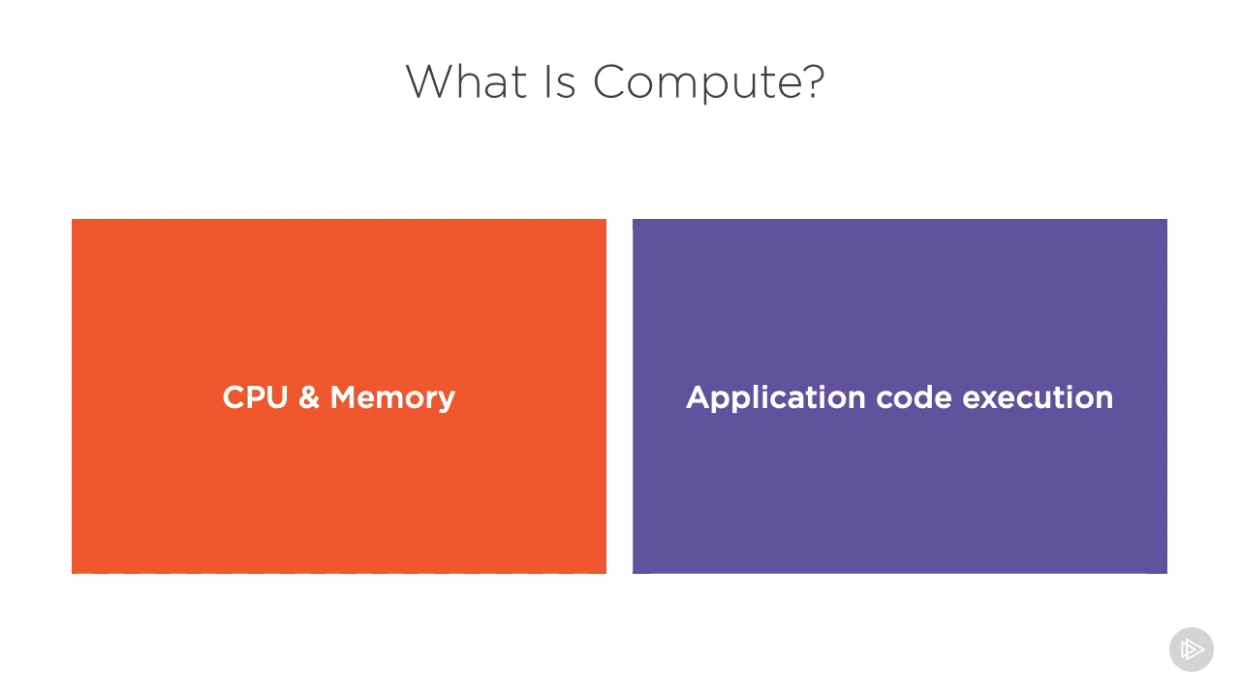 What Is Compute?
CPU & Memory
Application code execution